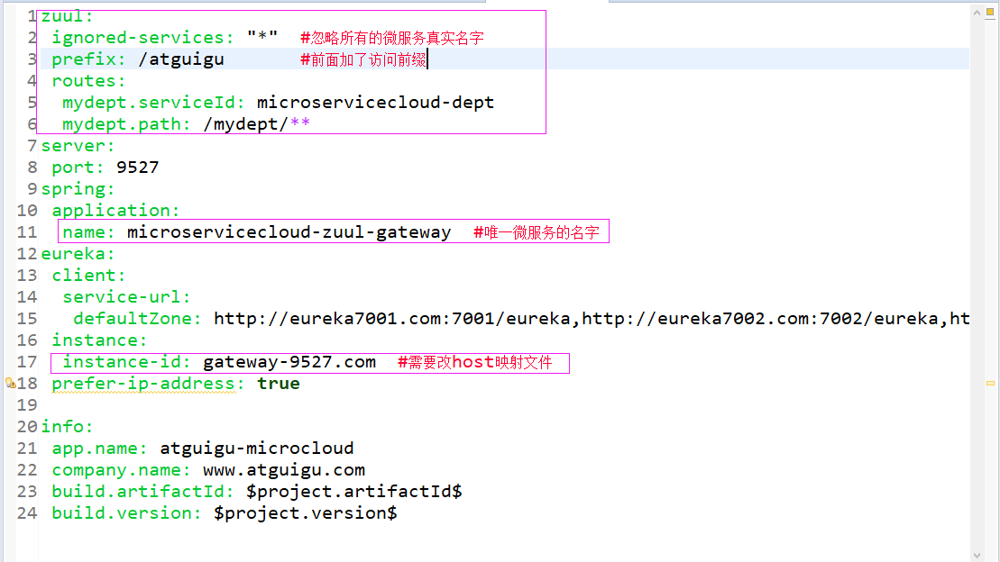 1 zuul:
2 ignored-services: "*" #忽略所有的微服务真实名字
3 prefix: /atguigu #前面加了访问前缀
4 routes:
5 mydept.serviceId: microservicecloud-dept
6 mydept.path: /mydept/**
7 server:
8 port: 9527
9 spring:
10 application:
11 name: microservicecloud-zuul-gateway #唯一微服务的名字
12 eureka:
13 client:
14 service-url:
15 defaultZone: http://eureka7001.com:7001/eureka,http://eureka7002.com:7002/eureka,ht
16 instance:
17 instance-id: gateway-9527.com #需要改host映射文件
18 prefer-ip-address: true
19
20 info:
21 app.name: atguigu-microcloud
22 company.name: www.atguigu.com
23 build.artifactId: $project.artifactId$
24 build.version: $project.version$